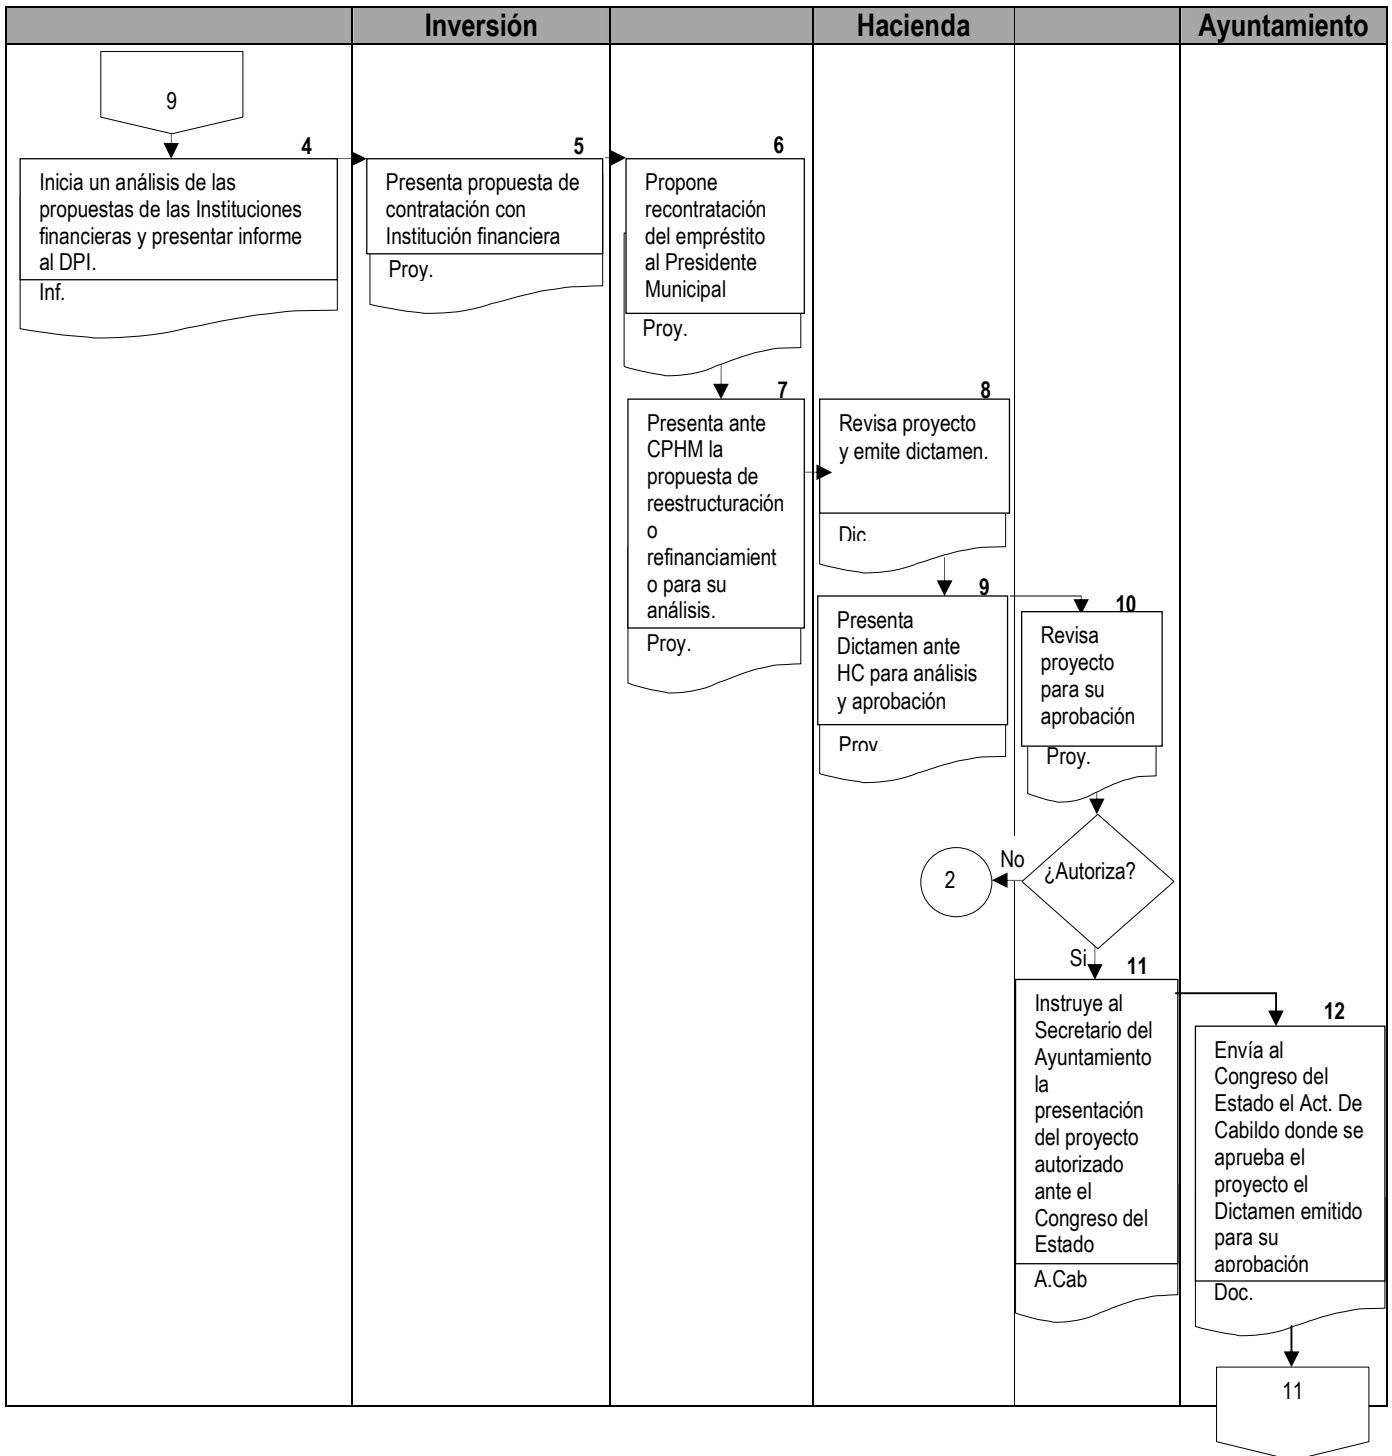 Inversión
Hacienda
Ayuntamiento
9
4
Inicia un análisis de las
propuestas de las Instituciones
financieras y presentar informe
al DPI.
Inf.
5
Presenta propuesta de
contratación con
Institución financiera
Proy.
6
Propone
recontratación
del empréstito
al Presidente
Municipal
Proy.
7
Presenta ante
CPHM la
propuesta de
reestructuración
o
refinanciamient
o para su
análisis.
Proy.
8
Revisa proyecto
y emite dictamen.
Dic.
9
Presenta
Dictamen ante
HC para análisis
y aprobación
Proy.
10
Revisa
proyecto
para su
aprobación
Proy.
¿Autoriza?
No
2
Si
11
Instruye al
Secretario del
Ayuntamiento
la
presentación
del proyecto
autorizado
ante el
Congreso del
Estado
A.Cab
12
Envía al
Congreso del
Estado el Act. De
Cabildo donde se
aprueba el
proyecto el
Dictamen emitido
para su
aprobación
Doc.
11